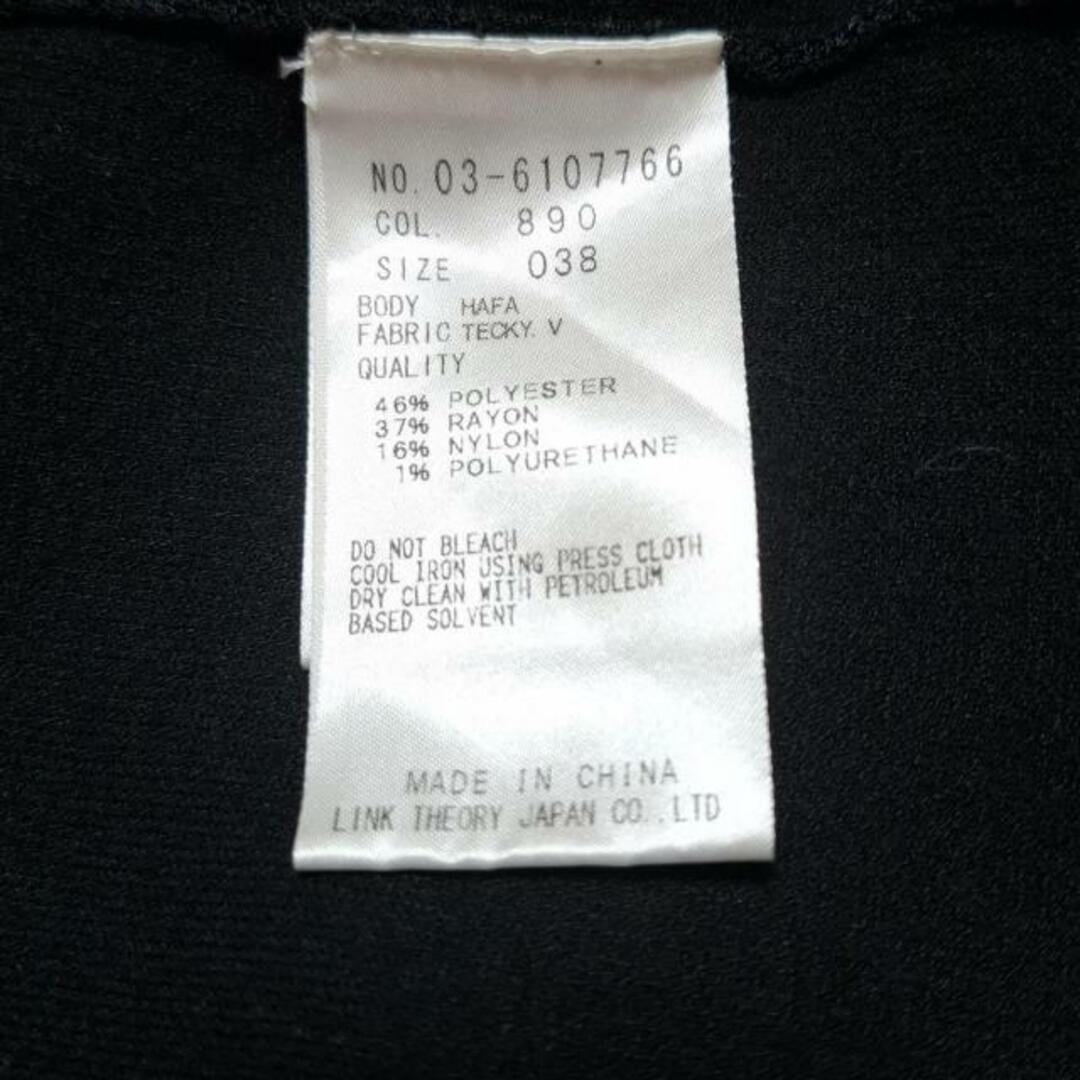 NO. 03-6107766
COL. 890
SIZE 038
BODY HAFA
FABRIC TECKY. V
QUALITY
46% POLYESTER
37% RAYON
16% NYLON
1% POLYURETHANE
DO NOT BLEACH
COOL IRON USING PRESS CLOTH
DRY CLEAN WITH PETROLEUM
BASED SOLVENT
MADE IN CHINA
LINK THEORY JAPAN CO.,LTD